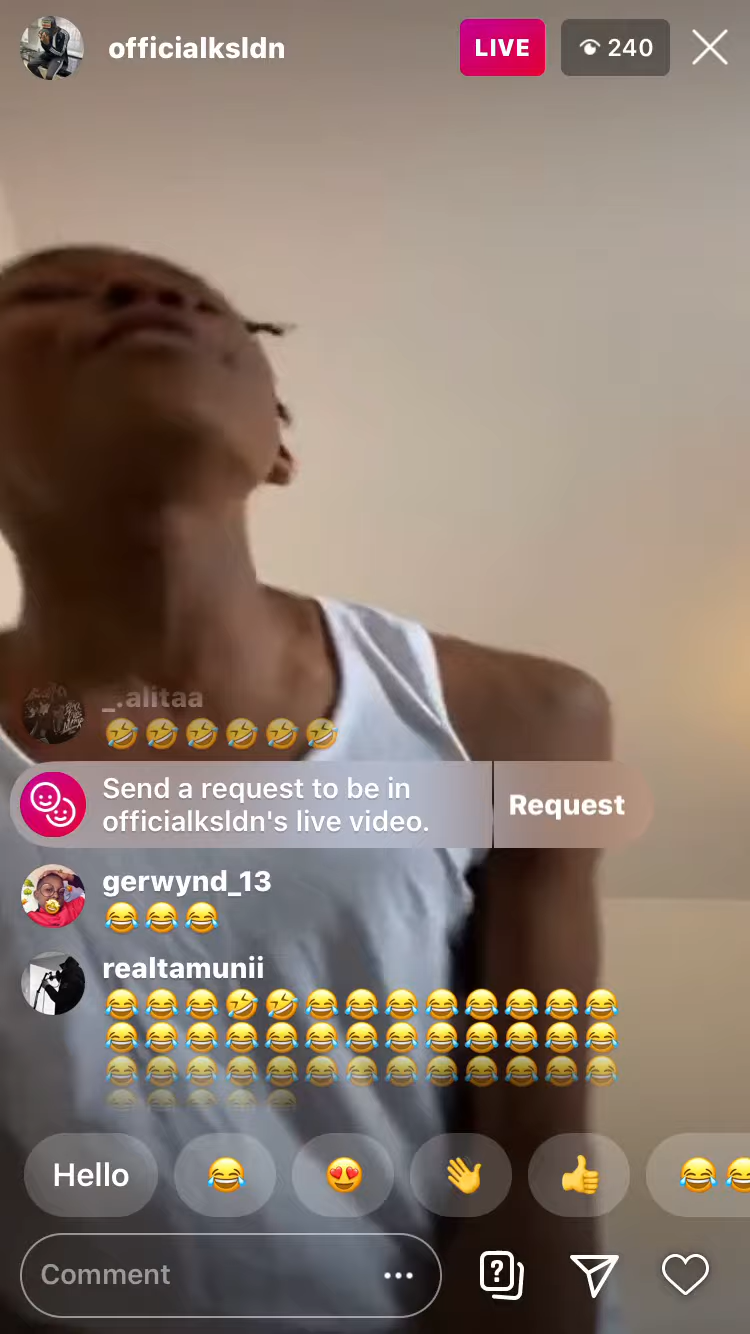 officialksldn
LIVE
240
_.alitaa
🤣🤣🤣🤣🤣🤣
Send a request to be in
officialksldn's live video.
Request
gerwynd_13
😂😂😂
realtamunii
😂😂😂🤣🤣😂😂😂😂😂😂😂😂
😂😂😂😂😂😂😂😂😂😂😂😂😂
😂😂😂😂😂😂😂😂😂😂😂😂😂
😂😂😂😂😂
Hello
😂
😍
👋
👍
😂😂
Comment
?